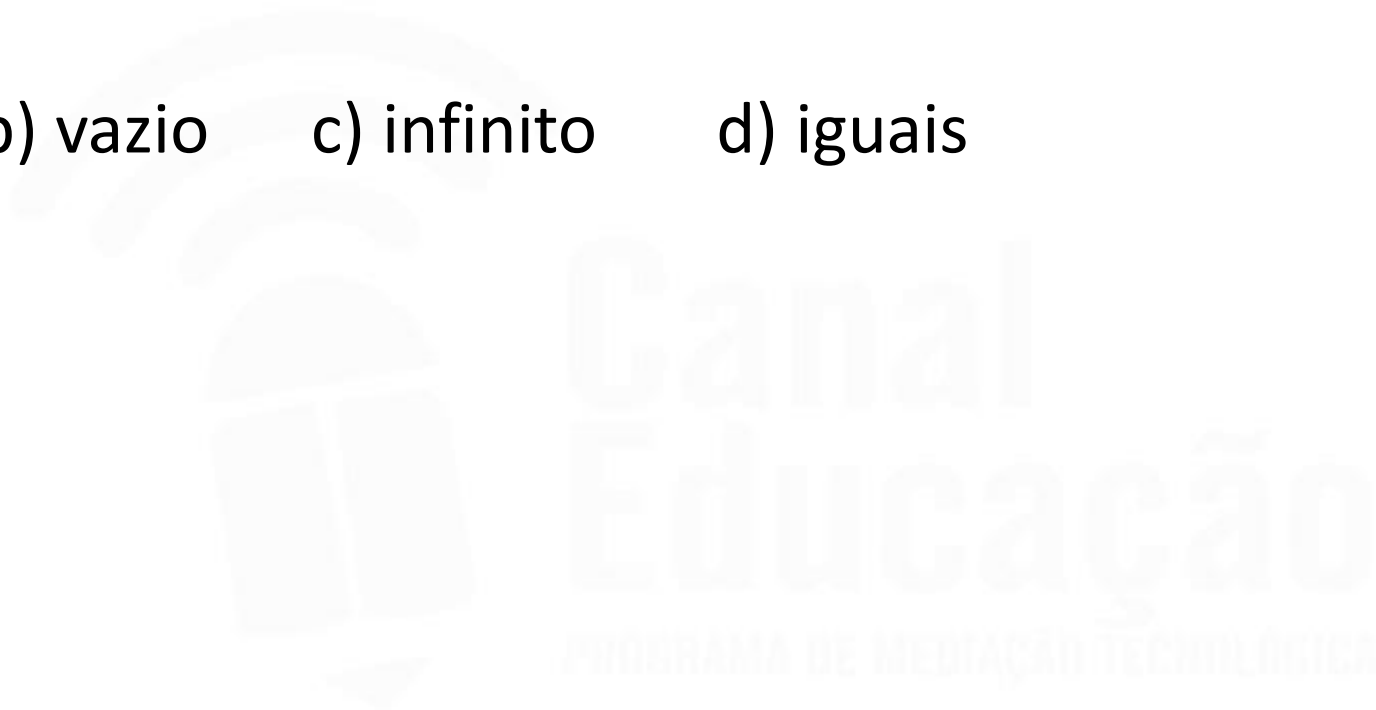 b) vazio c) infinito d) iguais
Canal
Educação
PROGRAMA DE MEDIAÇÃO TECNOLÓGICA